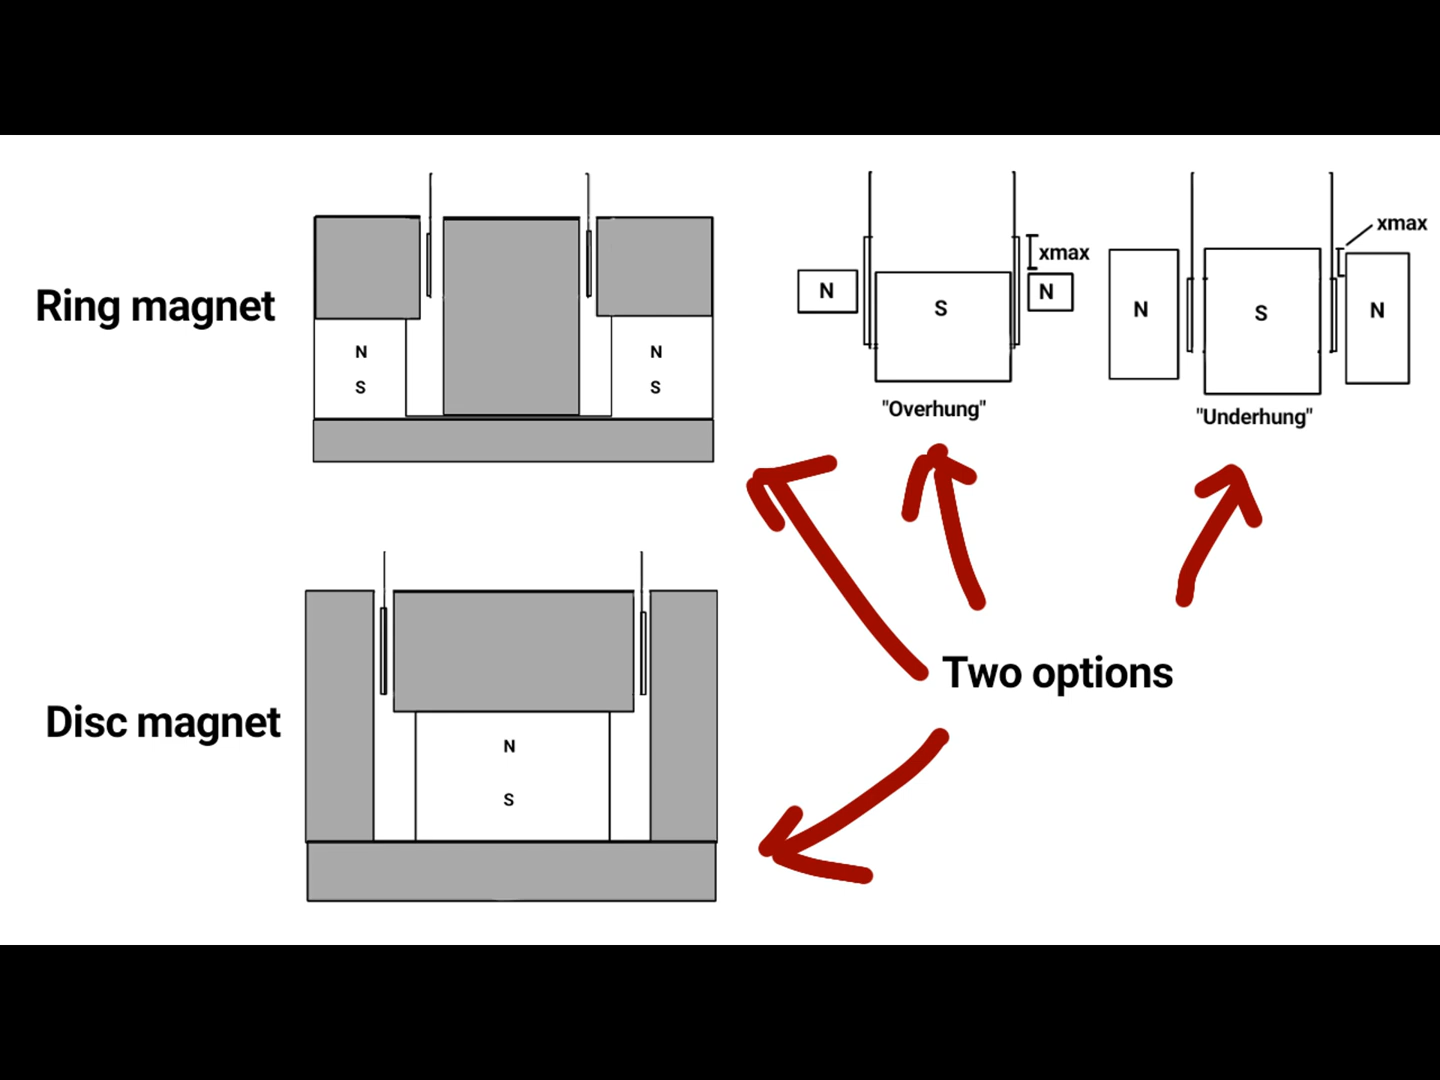 Ring magnet
N
S
N
S
N
S
N
xmax
"Overhung"
N
S
N
xmax
"Underhung"
Two options
Disc magnet
N
S